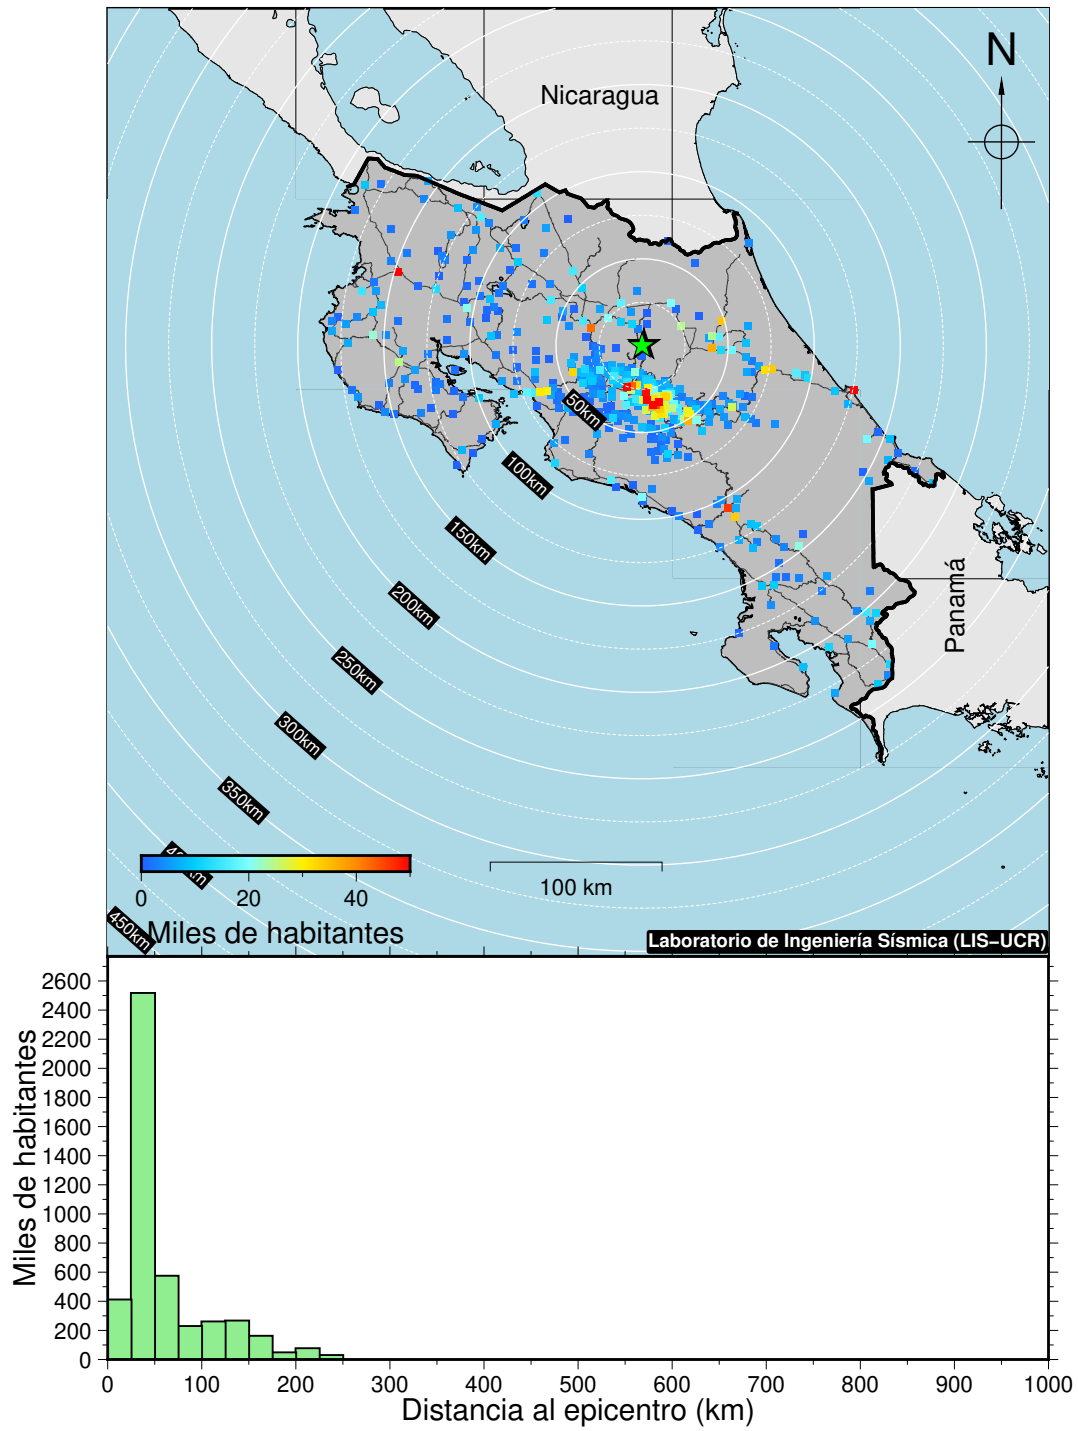 N
Nicaragua
Panamá
50km
100km
150km
200km
250km
300km
350km
450km
0 20 40
Miles de habitantes
100 km
Laboratorio de Ingeniería Sísmica (LIS–UCR)
Miles de habitantes
2600
2400
2200
2000
1800
1600
1400
1200
1000
800
600
400
200
0
0 100 200 300 400 500 600 700 800 900 1000
Distancia al epicentro (km)